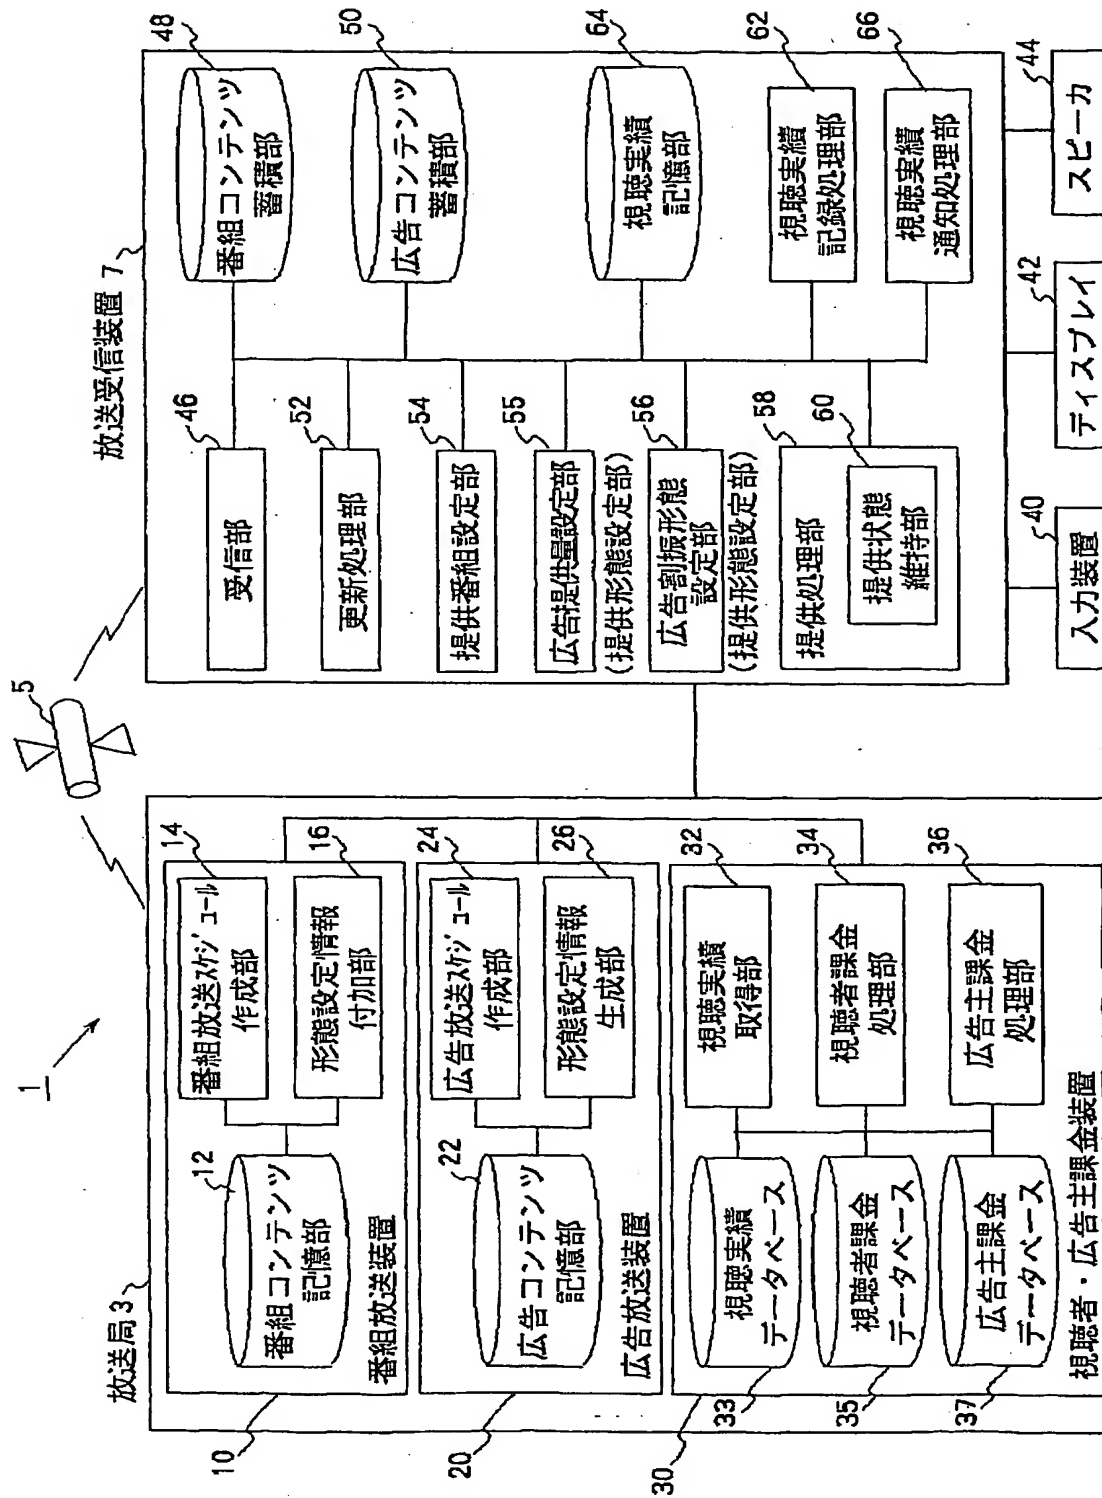 1
5
放送局3
10
番組放送装置
12
番組コンテンツ
記憶部
14
番組放送スケジュール
作成部
16
形態設定情報
付加部
20
広告放送装置
22
広告コンテンツ
記憶部
24
広告放送スケジュール
作成部
26
形態設定情報
生成部
30
視聴者・広告主課金装置
32
視聴実績
取得部
33
視聴実績
データベース
34
視聴者課金
処理部
35
視聴者課金
データベース
36
広告主課金
処理部
37
広告主課金
データベース
放送受信装置 7
46
受信部
52
更新処理部
54
提供番組設定部
55
広告提供量設定部
(提供形態設定部)
56
広告割振形態
設定部
(提供形態設定部)
58
提供処理部
60
提供状態
維持部
48
番組コンテンツ
蓄積部
50
広告コンテンツ
蓄積部
64
視聴実績
記憶部
62
視聴実績
記録処理部
66
視聴実績
通知処理部
40
入力装置
42
ディスプレイ
44
スピーカ